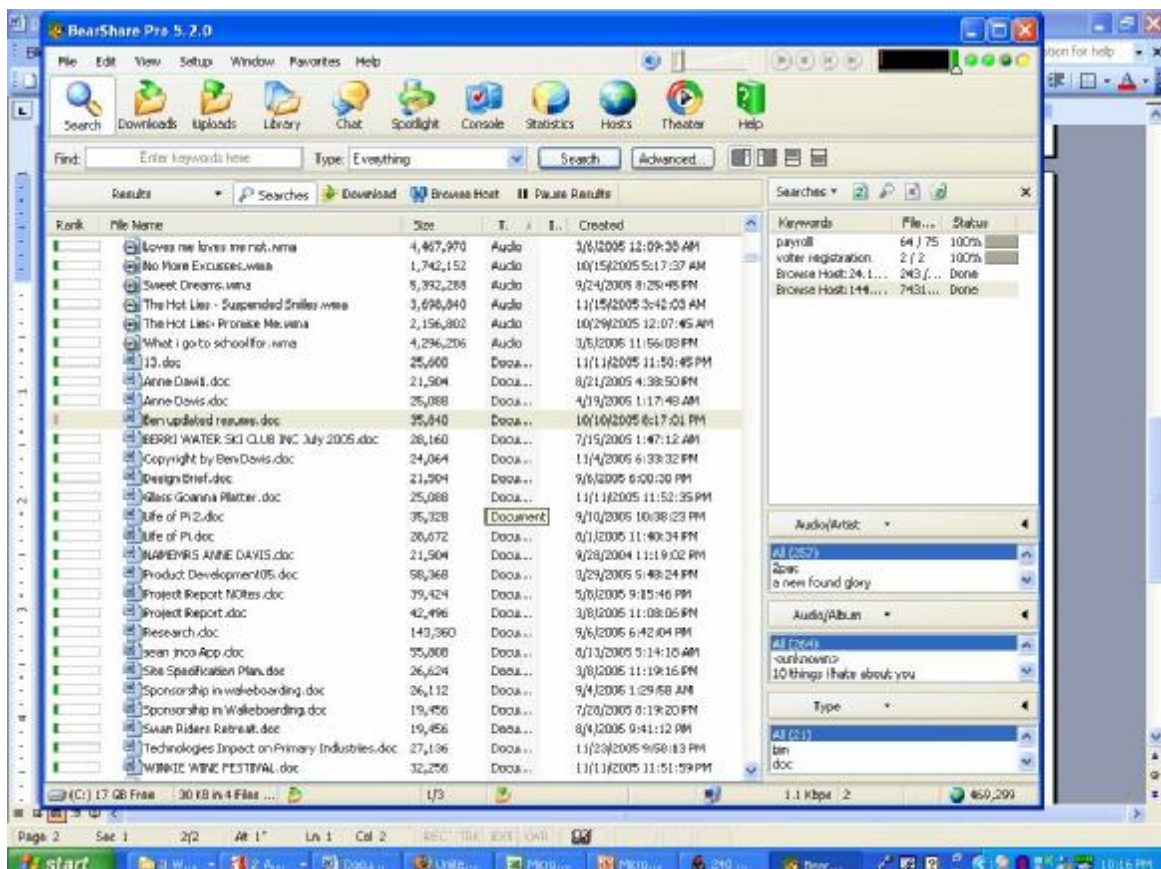 BearShare Pro 5.2.0
File Edit View Setup Window Favorites Help
tion for help
Search Downloads Uploads Library Chat Spotlight Console Statistics Hosts Theater Help
Find: Enter keywords here Type: Everything Search Advanced...
Results Searches Download Browse Host Pause Results Searches
Rank File Name Size T. I.. Created
Keywords File... Status
Loves me loves me not.wma 4,467,970 Audio 3/6/2005 12:09:38 AM
No More Excusses.wma 1,742,152 Audio 10/15/2005 5:17:37 AM
Sweet Dreams.wma 5,392,288 Audio 9/24/2005 8:25:45 PM
The Hot Lies - Suspended Smiles.wma 3,698,840 Audio 11/15/2005 3:42:03 AM
The Hot Lies- Promise Me.wma 2,156,802 Audio 10/29/2005 12:07:45 AM
What i go to school for.wma 4,296,206 Audio 3/5/2005 11:56:08 PM
13.doc 25,600 Docu... 11/11/2005 11:50:45 PM
Anne Davill.doc 21,504 Docu... 8/21/2005 4:38:50 PM
Anne Davis.doc 25,088 Docu... 4/19/2005 1:17:48 AM
Ben updated resume.doc 35,840 Docu... 10/10/2005 8:17:01 PM
BERRI WATER SKI CLUB INC July 2005.doc 28,160 Docu... 7/15/2005 1:47:12 AM
Copyright by Ben Davis.doc 24,064 Docu... 11/4/2005 6:33:32 PM
Design Brief.doc 21,504 Docu... 9/6/2005 6:00:30 PM
Glass Goanna Platter.doc 25,088 Docu... 11/11/2005 11:52:35 PM
Life of Pi 2.doc 35,328 Document 9/10/2005 10:38:23 PM
Life of Pi.doc 28,672 Docu... 8/1/2005 11:40:34 PM
NAMEMRS ANNE DAVIS.doc 21,504 Docu... 9/28/2004 11:19:02 PM
Product Development05.doc 58,368 Docu... 3/29/2005 5:48:24 PM
Project Report NOtes.doc 39,424 Docu... 5/8/2005 9:15:46 PM
Project Report.doc 42,496 Docu... 3/8/2005 11:08:06 PM
Research.doc 143,360 Docu... 9/6/2005 6:42:04 PM
sean jnco App.doc 55,808 Docu... 8/13/2005 5:14:18 AM
Site Specification Plan.doc 26,624 Docu... 3/8/2005 11:19:16 PM
Sponsorship in wakeboarding.doc 26,112 Docu... 9/4/2005 1:29:58 AM
Sponsorship in Wakeboarding.doc 19,456 Docu... 7/28/2005 8:19:20 PM
Swan Riders Retreat.doc 19,456 Docu... 8/4/2005 9:41:12 PM
Technologies Impact on Primary Industries.doc 27,136 Docu... 11/23/2005 9:58:13 PM
WINKIE WINE FESTIVAL.doc 32,256 Docu... 11/11/2005 11:51:59 PM
payroll 64 / 75 100%
voter registration 2 / 2 100%
Browse Host: 24.1... 243 /... Done
Browse Host: 144.... 7431... Done
Audio/Artist
All (257)
2pac
a new found glory
Audio/Album
All (264)
<unknown>
10 things i hate about you
Type
All (21)
bin
doc
(C:) 17 GB Free 30 KB in 4 Files ... 1/3 1.1 Kbps 2 460,299
Page 2 Sec 1 2/2 At 1" Ln 1 Col 2 REC TRK EXT OVR
start 3 W... 2 A... Docu... Unite... Micro... Micro... 240 ... Bear... 10:16 PM